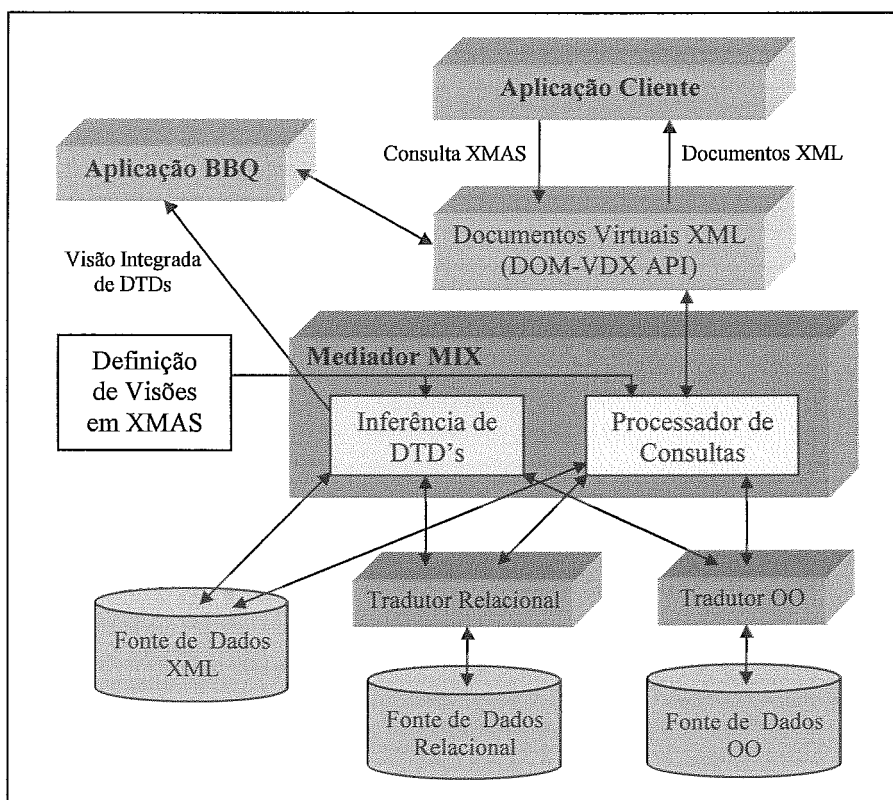 Aplicação Cliente
Consulta XMAS
Documentos XML
Aplicação BBQ
Documentos Virtuais XML
(DOM-VDX API)
Visão Integrada
de DTDs
Mediador MIX
Definição
de Visões
em XMAS
Inferência de
DTD's
Processador de
Consultas
Tradutor Relacional
Tradutor OO
Fonte de Dados
XML
Fonte de Dados
Relacional
Fonte de Dados
OO